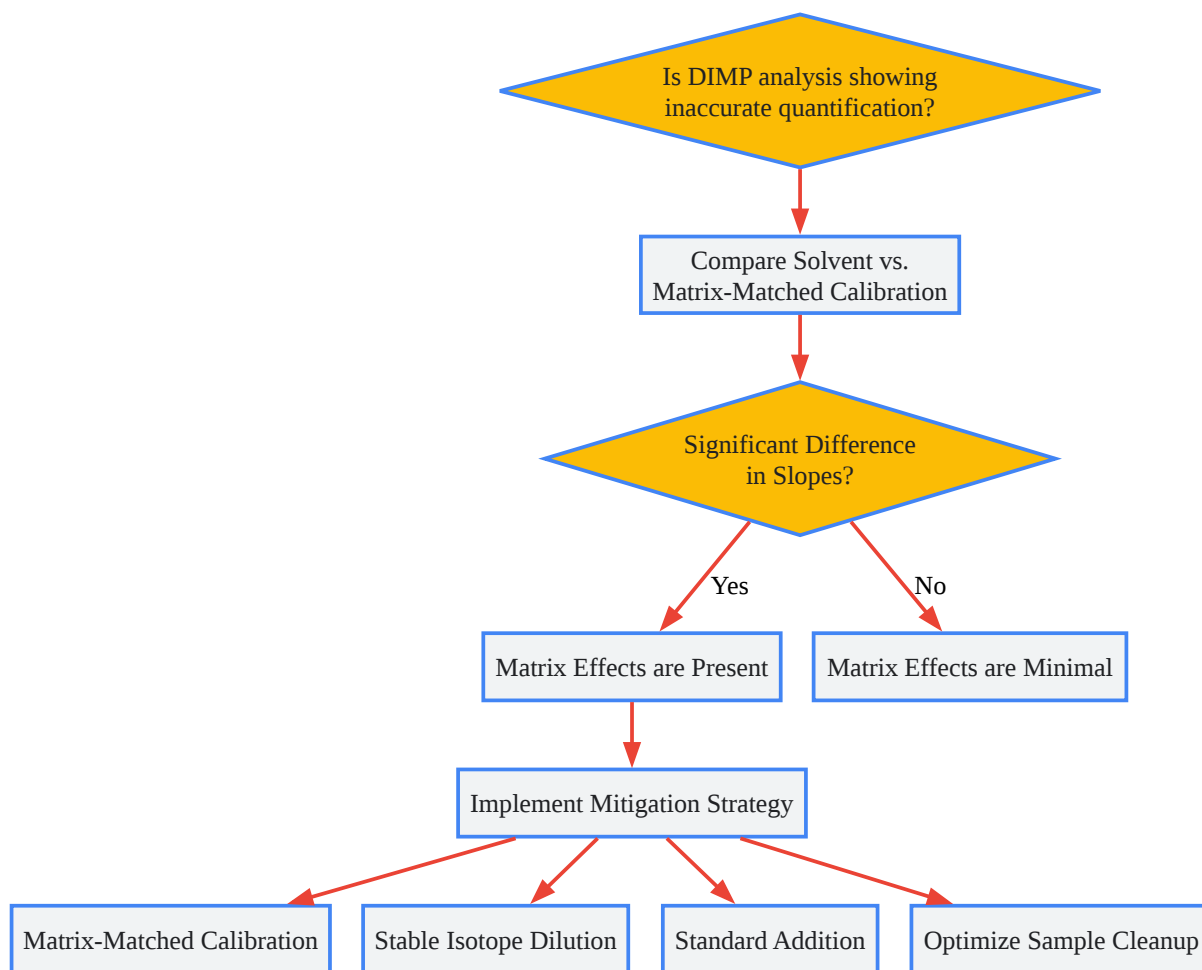 Is DIMP analysis showing
inaccurate quantification?
Compare Solvent vs.
Matrix-Matched Calibration
Significant Difference
in Slopes?
Yes
No
Matrix Effects are Present
Matrix Effects are Minimal
Implement Mitigation Strategy
Matrix-Matched Calibration
Stable Isotope Dilution
Standard Addition
Optimize Sample Cleanup